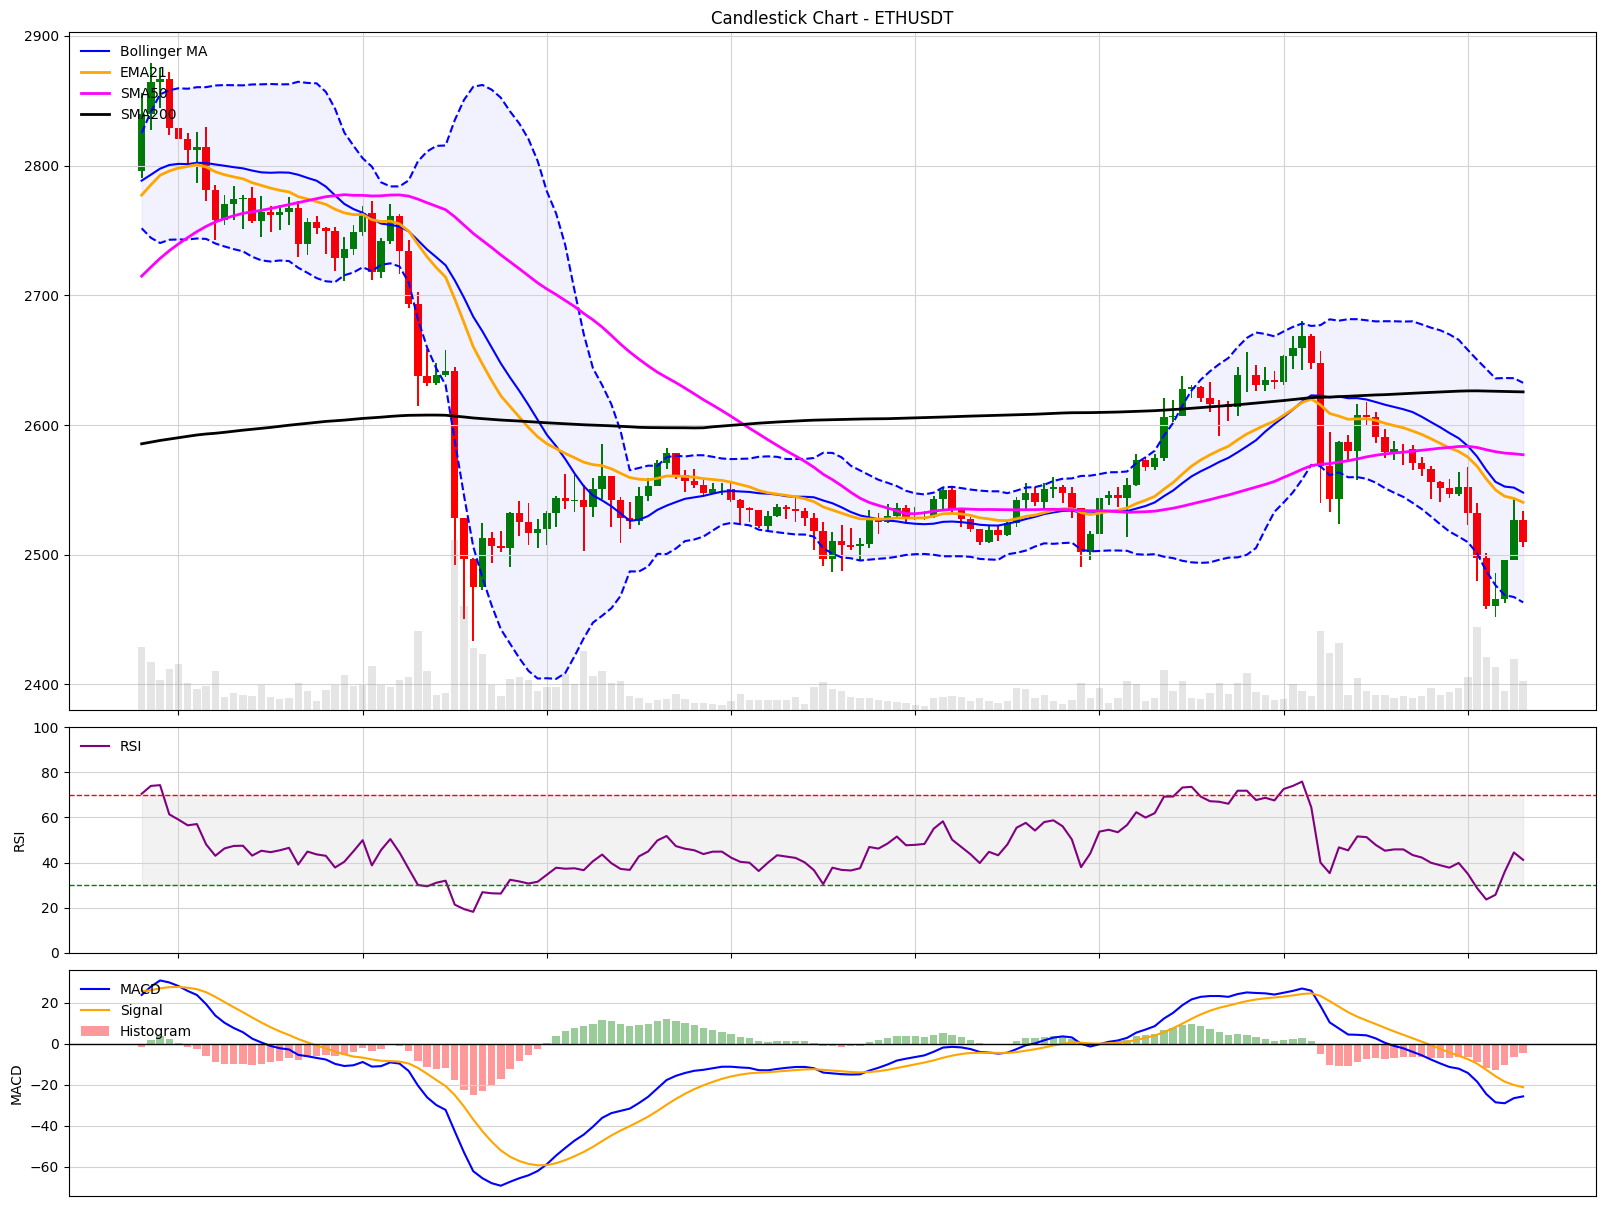 Candlestick Chart - ETHUSDT
2900
2800
2700
2600
2500
2400
Bollinger MA
EMA21
SMA50
SMA200
100
80
60
40
20
0
RSI
RSI
20
0
−20
−40
−60
MACD
MACD
Signal
Histogram